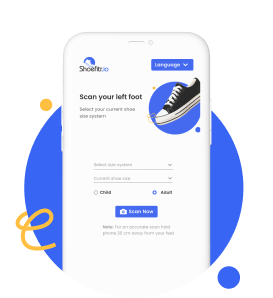 Shoefitr.io
Language
Scan your left foot
Select your current shoe
size system
Select size system
Current shoe size
Child
Adult
Scan Now
Note: For an accurate scan hold
phone 30 cm away from your feet